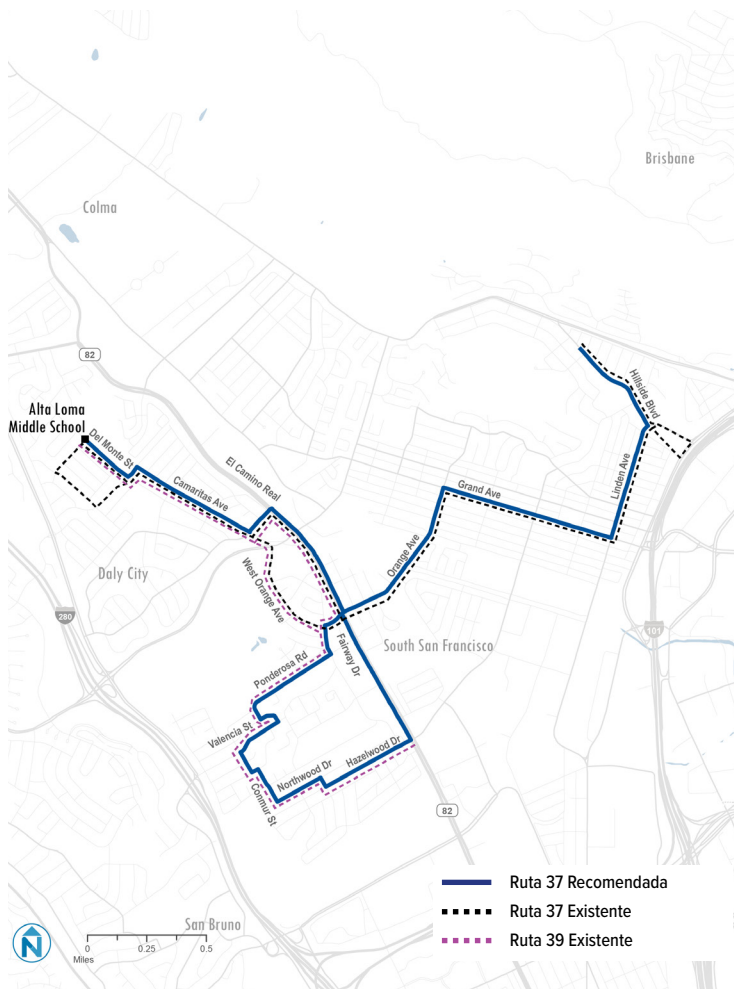 Brisbane
Colma
82
Alta Loma
Middle School
Del Monte St
Camaritas Ave
El Camino Real
Hillside Blvd
Linden Ave
Grand Ave
Orange Ave
West Orange Ave
Daly City
280
101
South San Francisco
Fairway Dr
Ponderosa Rd
Valencia St
Hazelwood Dr
Northwood Dr
Conmur St
82
Ruta 37 Recomendada
Ruta 37 Existente
Ruta 39 Existente
San Bruno
N
0 0.25 0.5
Miles